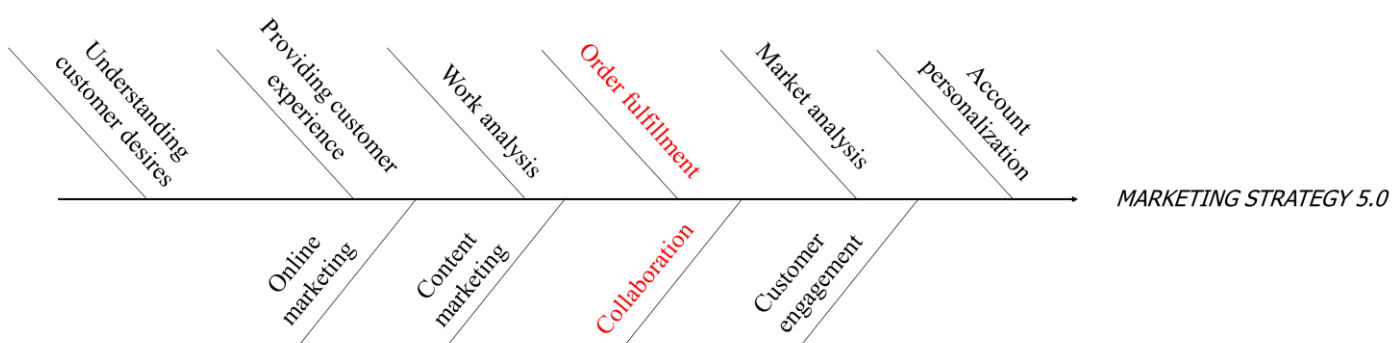 Understanding
customer desires
Providing customer
experience
Work analysis
Order fulfillment
Market analysis
Account
personalization
MARKETING STRATEGY 5.0
Online
marketing
Content
marketing
Collaboration
Customer
engagement